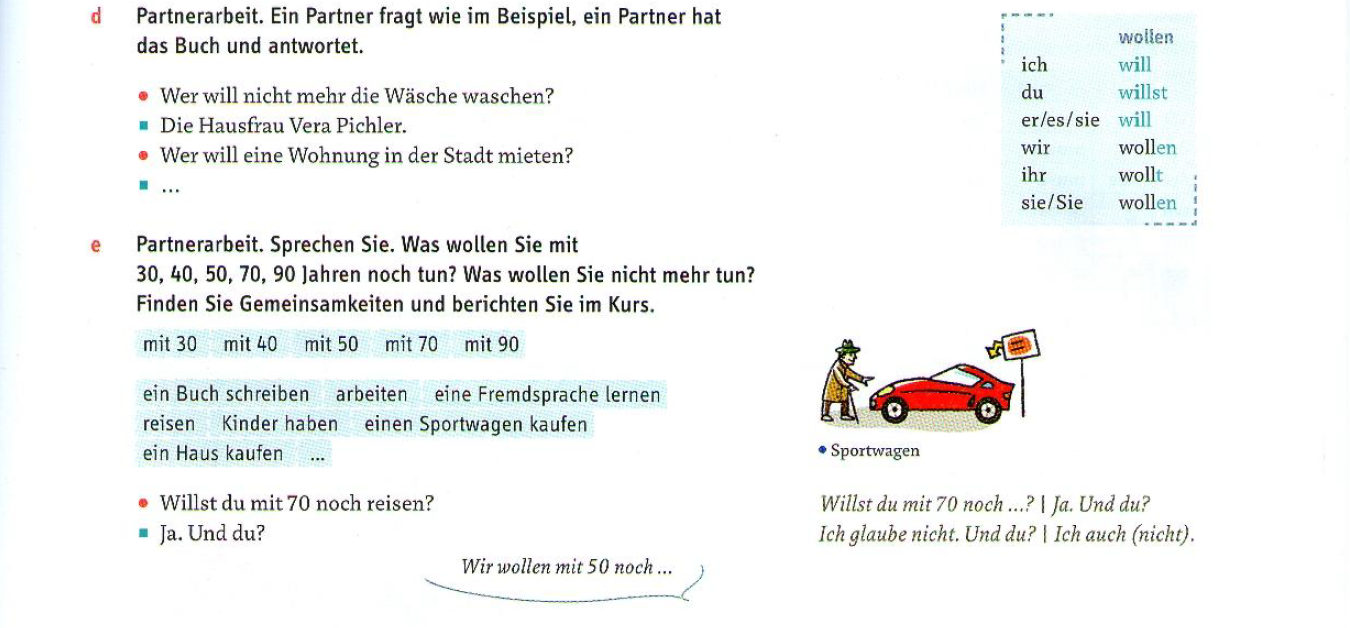 d Partnerarbeit. Ein Partner fragt wie im Beispiel, ein Partner hat
das Buch und antwortet.
• Wer will nicht mehr die Wäsche waschen?
■ Die Hausfrau Vera Pichler.
• Wer will eine Wohnung in der Stadt mieten?
■ ...
wollen
ich will
du willst
er/es/sie will
wir wollen
ihr wollt
sie/Sie wollen
e Partnerarbeit. Sprechen Sie. Was wollen Sie mit
30, 40, 50, 70, 90 Jahren noch tun? Was wollen Sie nicht mehr tun?
Finden Sie Gemeinsamkeiten und berichten Sie im Kurs.
mit 30 mit 40 mit 50 mit 70 mit 90
ein Buch schreiben arbeiten eine Fremdsprache lernen
reisen Kinder haben einen Sportwagen kaufen
ein Haus kaufen ...
• Sportwagen
• Willst du mit 70 noch reisen?
■ Ja. Und du?
Wir wollen mit 50 noch ...
Willst du mit 70 noch ...? | Ja. Und du?
Ich glaube nicht. Und du? | Ich auch (nicht).